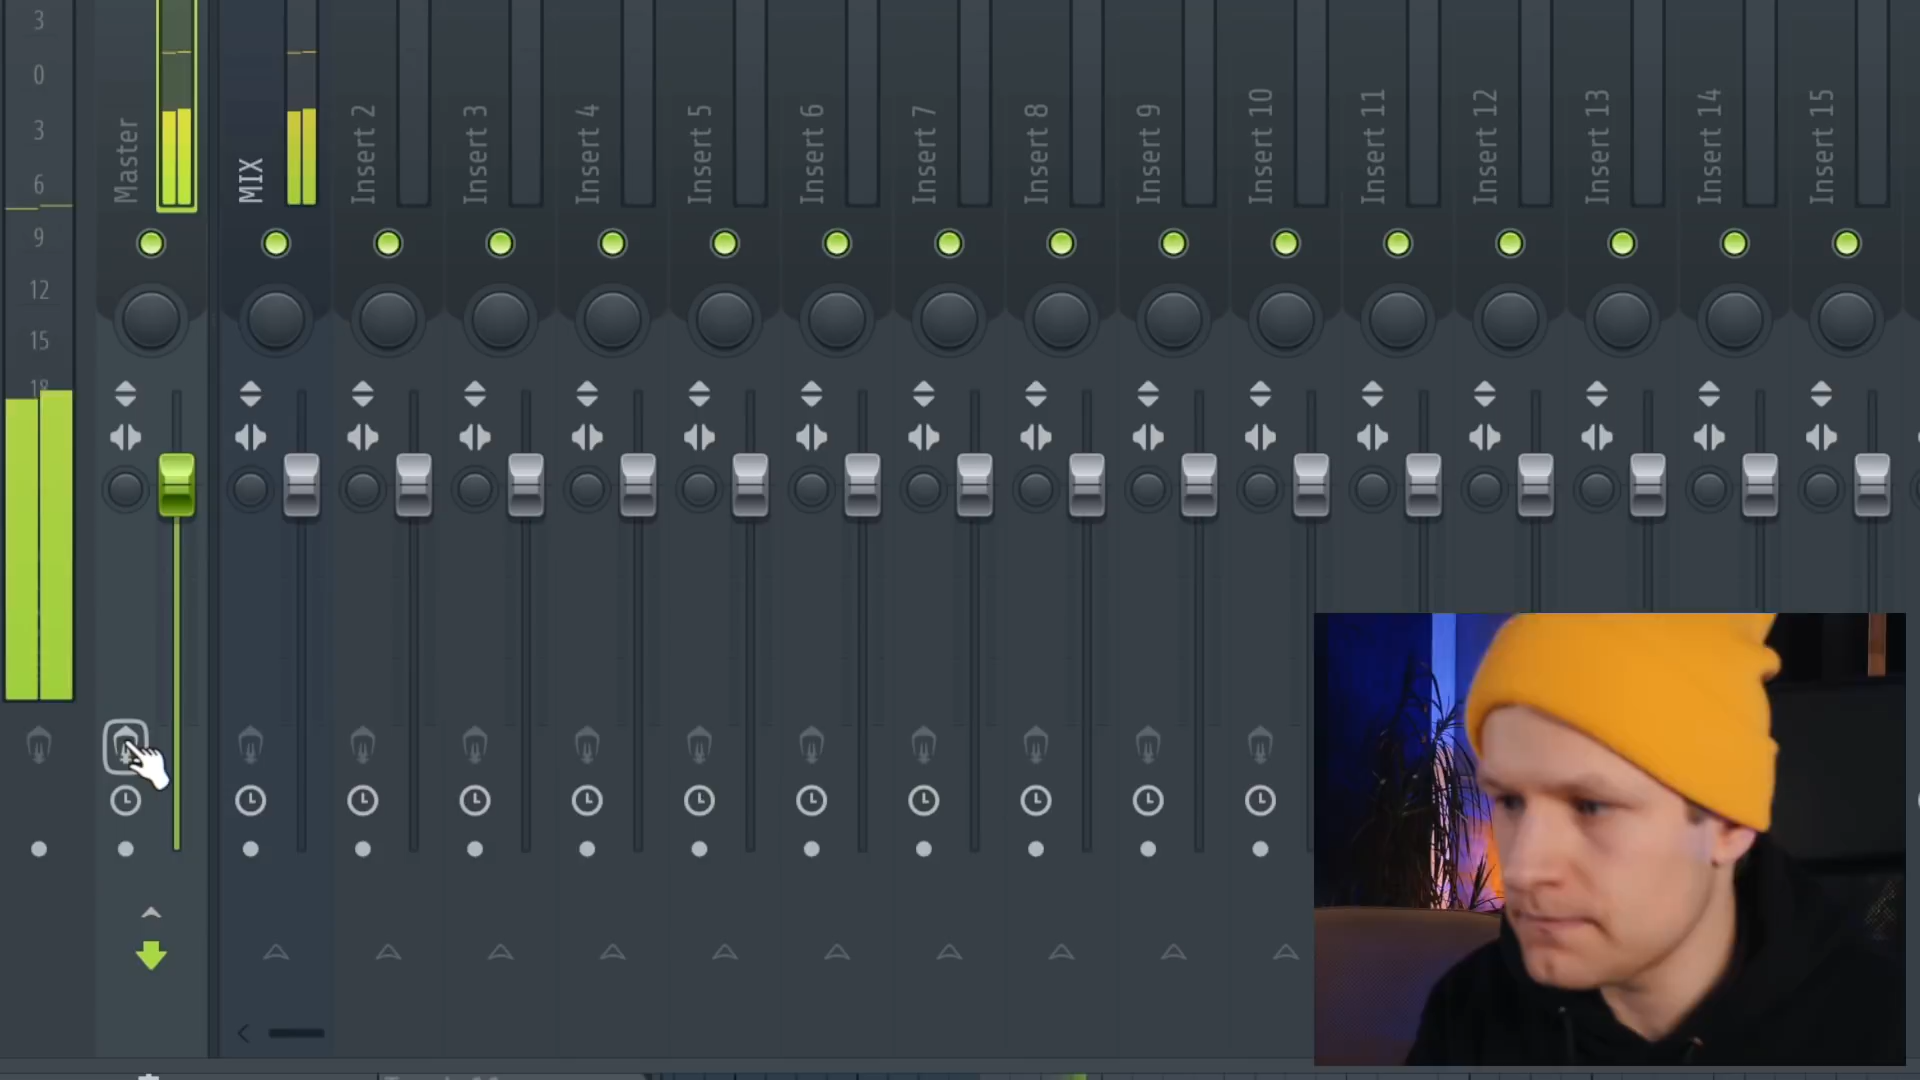 3
0
3
6
9
12
15
18
Master
MIX
Insert 2
Insert 3
Insert 4
Insert 5
Insert 6
Insert 7
Insert 8
Insert 9
Insert 10
Insert 11
Insert 12
Insert 13
Insert 14
Insert 15